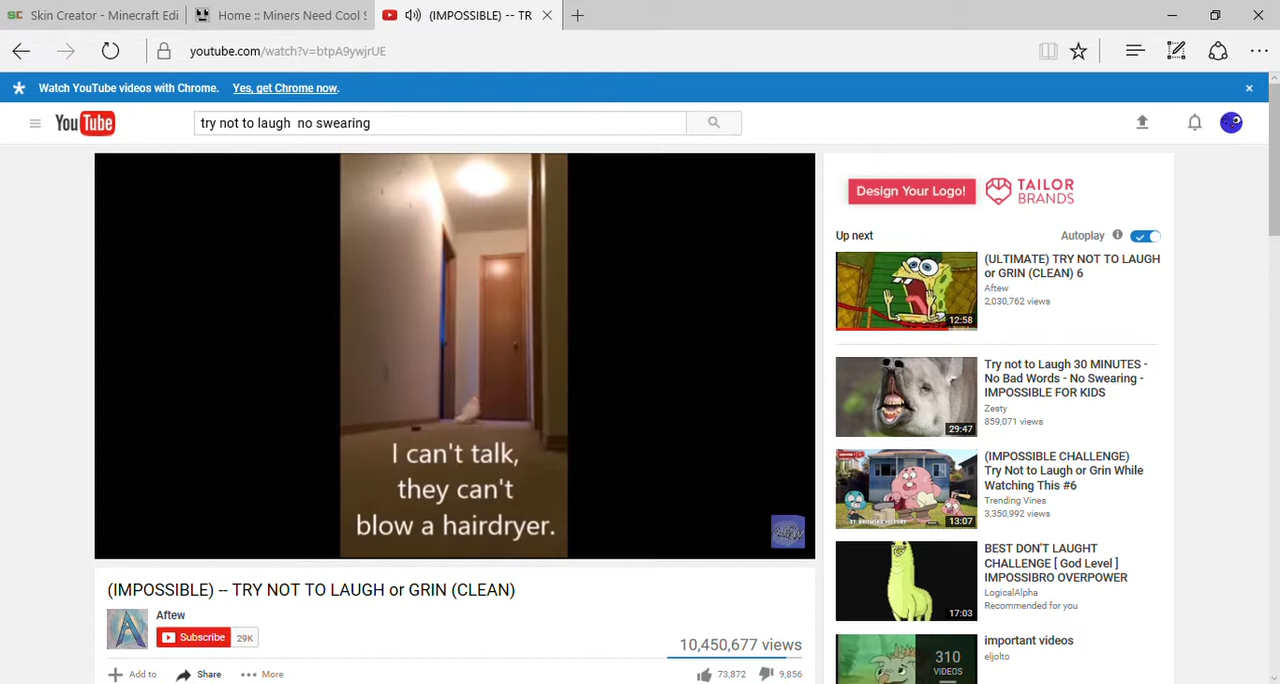 Skin Creator - Minecraft Edi
Home :: Miners Need Cool S
(IMPOSSIBLE) -- TR
youtube.com/watch?v=btpA9ywjrUE
Watch YouTube videos with Chrome. Yes, get Chrome now.
YouTube
try not to laugh  no swearing
I can't talk,
they can't
blow a hairdryer.
(IMPOSSIBLE) -- TRY NOT TO LAUGH or GRIN (CLEAN)
Aftew
Subscribe 29K
10,450,677 views
Add to Share More
73,872 9,856
Design Your Logo! TAILOR
BRANDS
Up next Autoplay
(ULTIMATE) TRY NOT TO LAUGH
or GRIN (CLEAN) 6
Aftew
2,030,762 views
12:58
Try not to Laugh 30 MINUTES -
No Bad Words - No Swearing -
IMPOSSIBLE FOR KIDS
Zesty
859,071 views
29:47
(IMPOSSIBLE CHALLENGE)
Try Not to Laugh or Grin While
Watching This #6
Trending Vines
3,350,992 views
13:07
BEST DON'T LAUGHT
CHALLENGE [ God Level ]
IMPOSSIBRO OVERPOWER
LogicalAlpha
Recommended for you
17:03
important videos
eljolto
310
VIDEOS